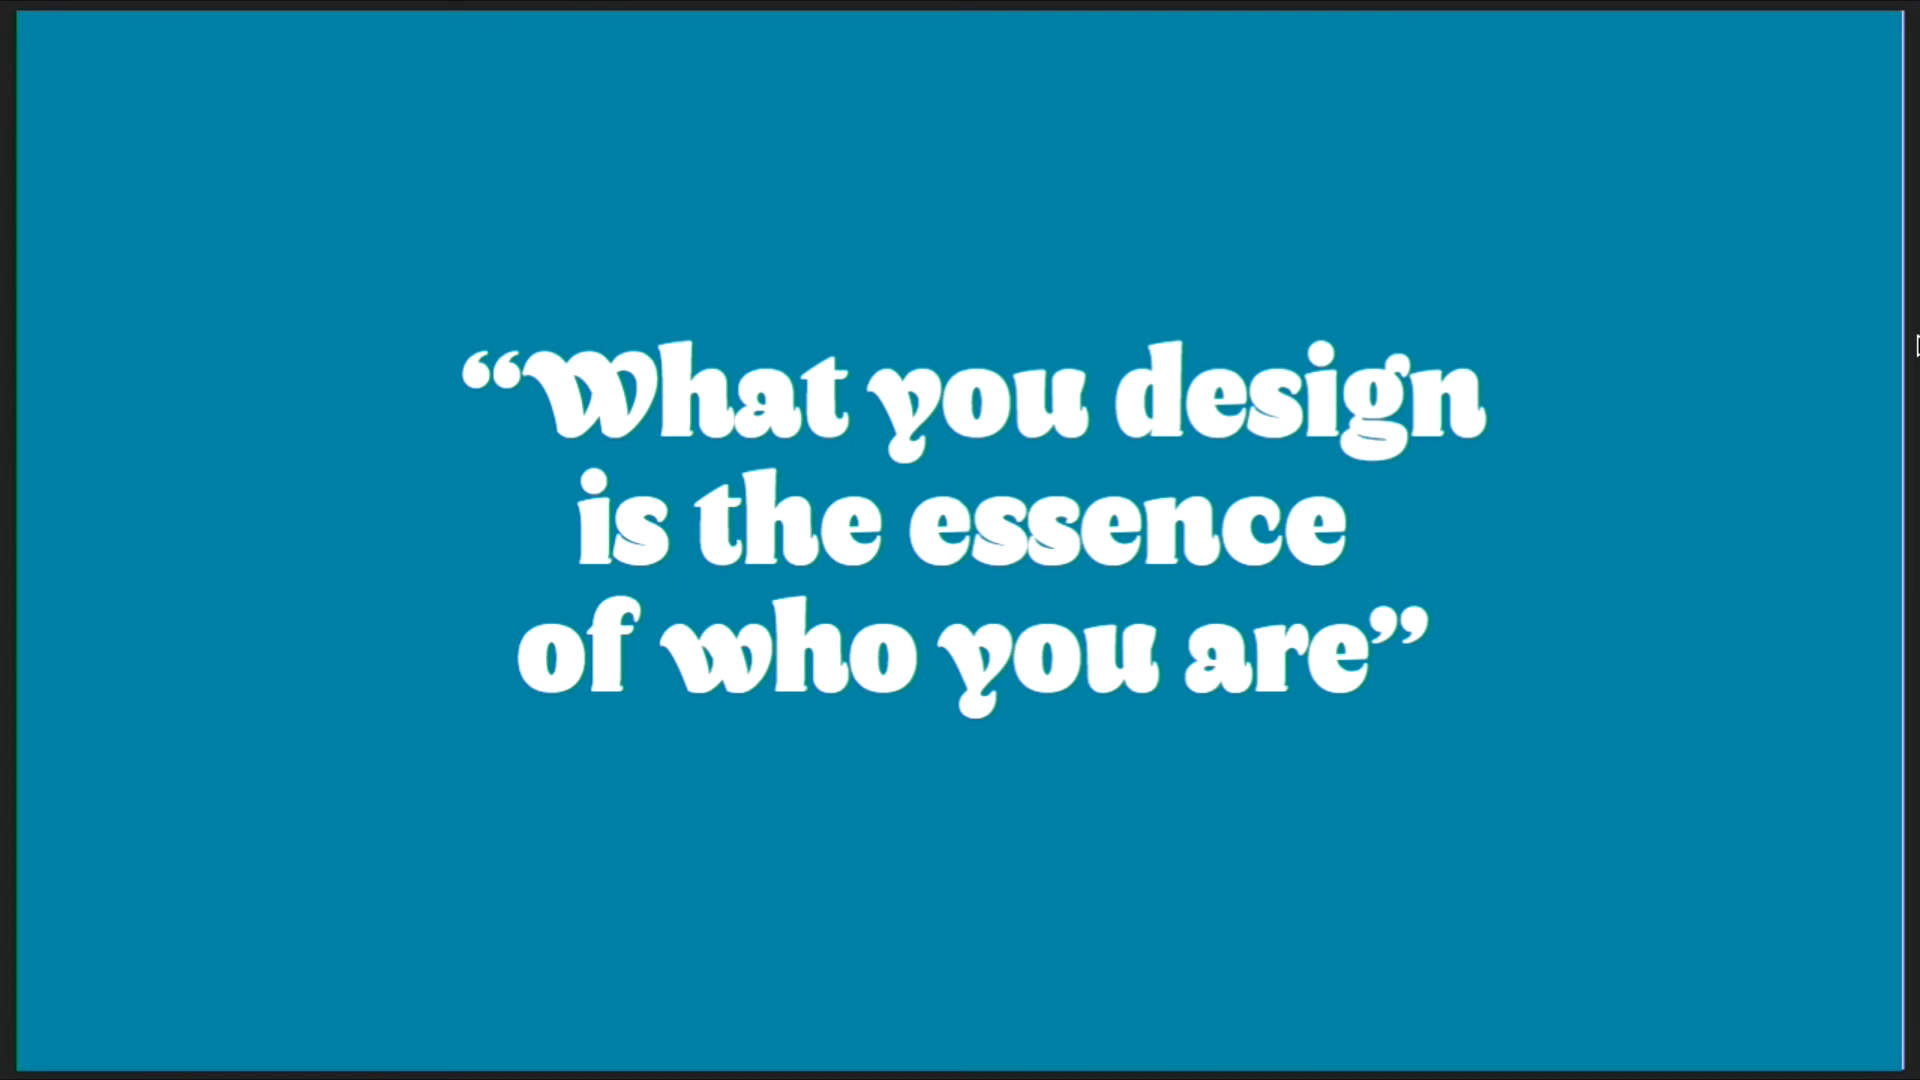 “What you design
is the essence
of who you are”